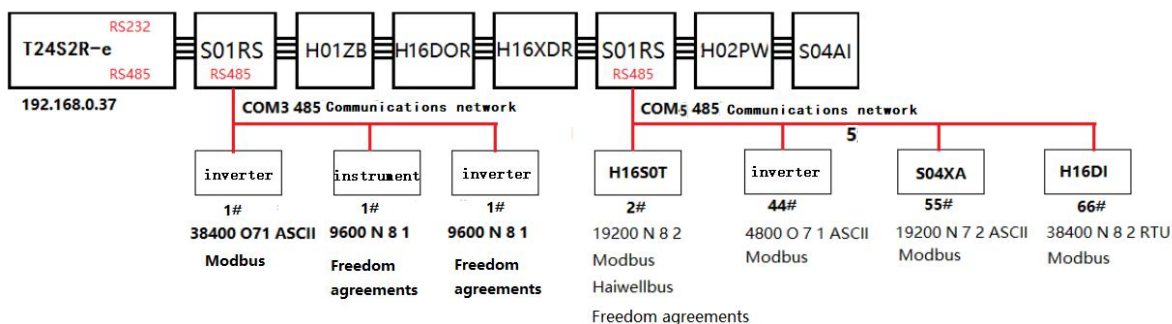 RS232
T24S2R-e
RS485
S01RS
RS485
H01ZB
H16DOR
H16XDR
S01RS
RS485
H02PW
S04AI
192.168.0.37
COM3 485 Communications network
COM5 485 Communications network
5
inverter
instrument
inverter
H16S0T
inverter
S04XA
H16DI
1#
1#
1#
2#
44#
55#
66#
38400 O71 ASCII
Modbus
9600 N 8 1
Freedom
agreements
9600 N 8 1
Freedom
agreements
19200 N 8 2
Modbus
Haiwellbus
Freedom agreements
4800 O 7 1 ASCII
Modbus
19200 N 7 2 ASCII
Modbus
38400 N 8 2 RTU
Modbus